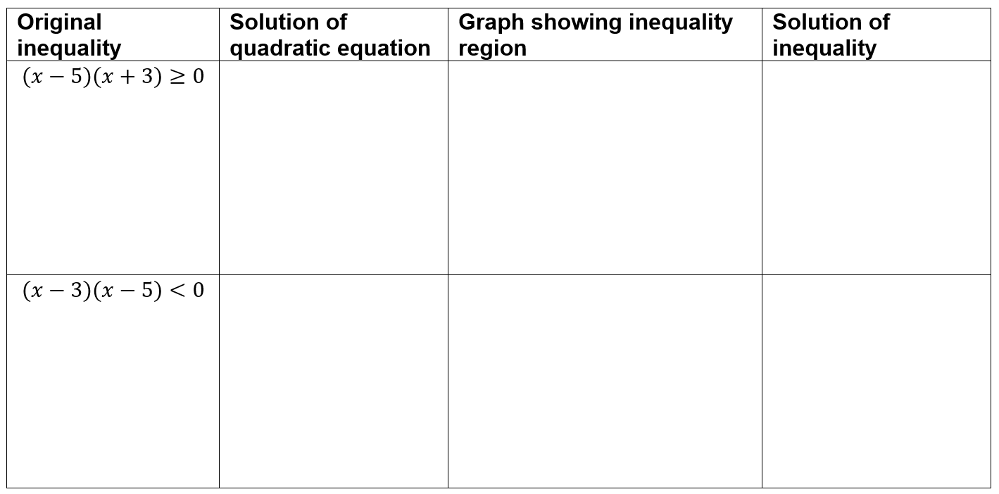 Original
inequality
Solution of
quadratic equation
Graph showing inequality
region
Solution of
inequality
(𝑥 − 5)(𝑥 + 3) ≥ 0
(𝑥 − 3)(𝑥 − 5) < 0